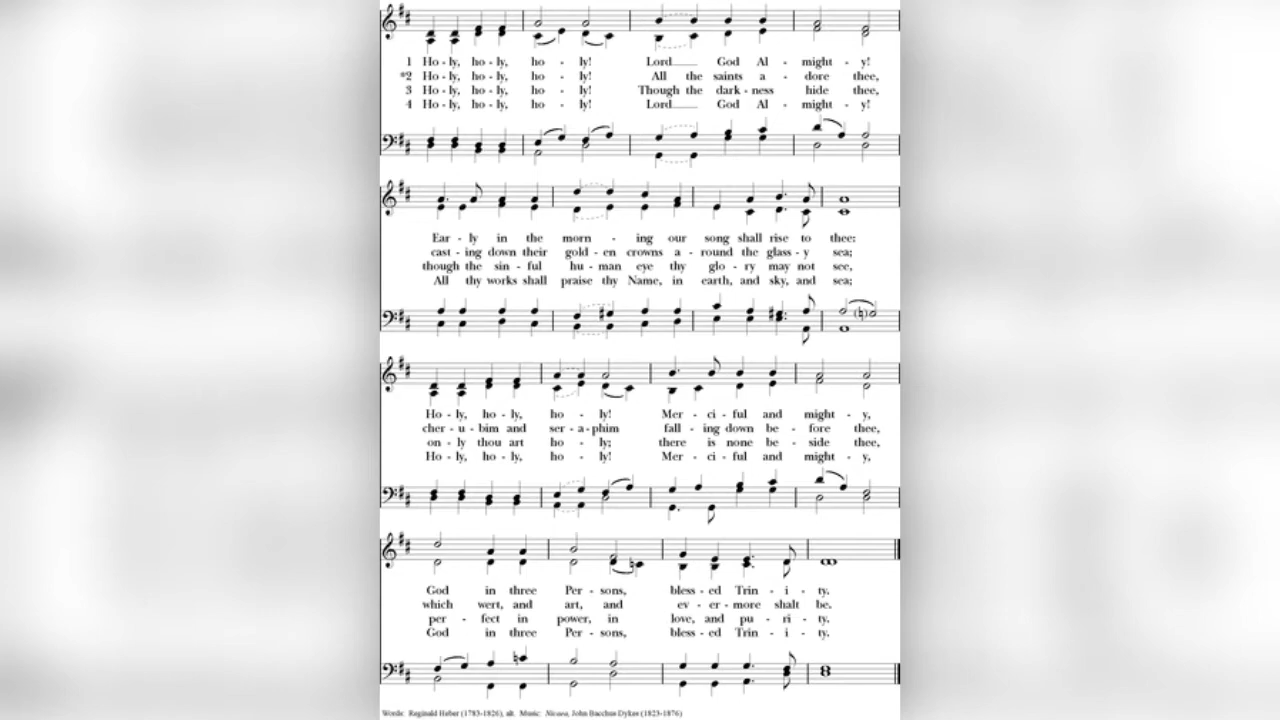 1 Ho - ly, ho - ly, ho - ly! Lord God Al - might - y!
*2 Ho - ly, ho - ly, ho - ly! All the saints a - dore thee,
3 Ho - ly, ho - ly, ho - ly! Though the dark - ness hide thee,
4 Ho - ly, ho - ly, ho - ly! Lord God Al - might - y!
Ear - ly in the morn - ing our song shall rise to thee:
cast - ing down their gold - en crowns a - round the glass - y sea;
though the sin - ful hu - man eye thy glo - ry may not see,
All thy works shall praise thy Name, in earth, and sky, and sea;
Ho - ly, ho - ly, ho - ly! Mer - ci - ful and might - y,
cher - u - bim and ser - a - phim fall - ing down be - fore thee,
on - ly thou art ho - ly; there is none be - side thee,
Ho - ly, ho - ly, ho - ly! Mer - ci - ful and might - y,
God in three Per - sons, bless - ed Trin - i - ty.
which wert, and art, and ev - er - more shalt be.
per - fect in power, in love, and pu - ri - ty.
God in three Per - sons, bless - ed Trin - i - ty.
Words: Reginald Heber (1783-1826), alt. Music: Nicaea, John Bacchus Dykes (1823-1876)